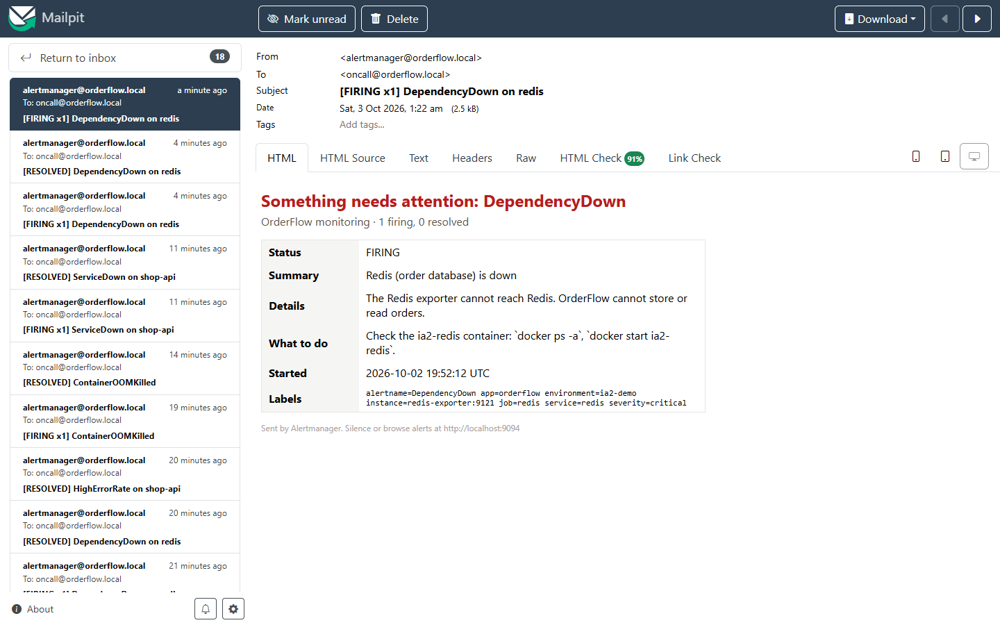 Mailpit
Mark unread
Delete
Download
Return to inbox
18
alertmanager@orderflow.local
a minute ago
To: oncall@orderflow.local
[FIRING x1] DependencyDown on redis
alertmanager@orderflow.local
4 minutes ago
To: oncall@orderflow.local
[RESOLVED] DependencyDown on redis
alertmanager@orderflow.local
4 minutes ago
To: oncall@orderflow.local
[FIRING x1] DependencyDown on redis
alertmanager@orderflow.local
11 minutes ago
To: oncall@orderflow.local
[RESOLVED] ServiceDown on shop-api
alertmanager@orderflow.local
11 minutes ago
To: oncall@orderflow.local
[FIRING x1] ServiceDown on shop-api
alertmanager@orderflow.local
14 minutes ago
To: oncall@orderflow.local
[RESOLVED] ContainerOOMKilled
alertmanager@orderflow.local
19 minutes ago
To: oncall@orderflow.local
[FIRING x1] ContainerOOMKilled
alertmanager@orderflow.local
20 minutes ago
To: oncall@orderflow.local
[RESOLVED] HighErrorRate on shop-api
alertmanager@orderflow.local
20 minutes ago
To: oncall@orderflow.local
[RESOLVED] DependencyDown on redis
alertmanager@orderflow.local
21 minutes ago
To: oncall@orderflow.local
About
From <alertmanager@orderflow.local>
To <oncall@orderflow.local>
Subject [FIRING x1] DependencyDown on redis
Date Sat, 3 Oct 2026, 1:22 am (2.5 kB)
Tags Add tags...
HTML
HTML Source
Text
Headers
Raw
HTML Check 91%
Link Check
Something needs attention: DependencyDown
OrderFlow monitoring · 1 firing, 0 resolved
Status FIRING
Summary Redis (order database) is down
Details The Redis exporter cannot reach Redis. OrderFlow cannot store or
read orders.
What to do Check the ia2-redis container: `docker ps -a`, `docker start ia2-
redis`.
Started 2026-10-02 19:52:12 UTC
Labels alertname=DependencyDown app=orderflow environment=ia2-demo
instance=redis-exporter:9121 job=redis service=redis severity=critical
Sent by Alertmanager. Silence or browse alerts at http://localhost:9094